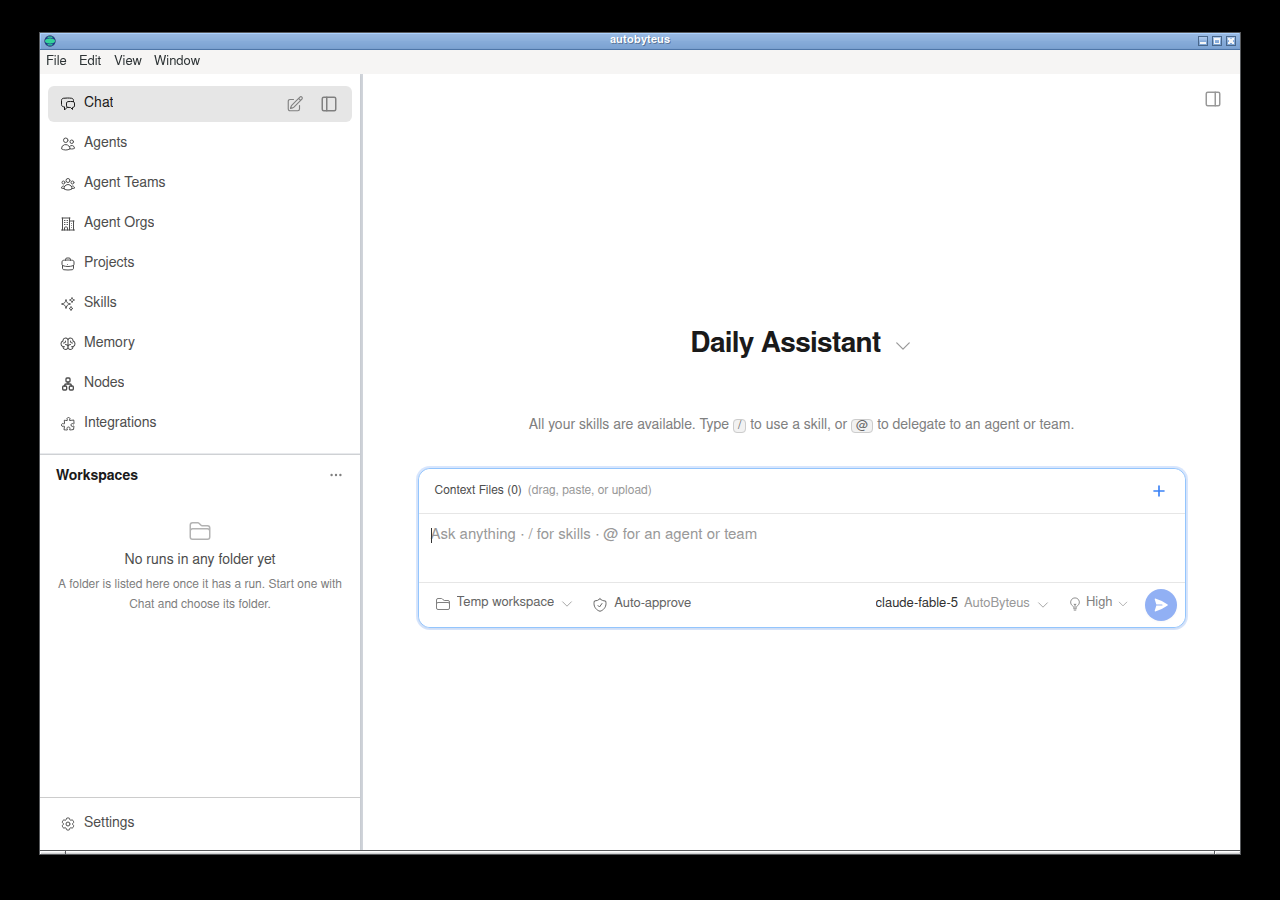 autobyteus
File Edit View Window
Chat
Agents
Agent Teams
Agent Orgs
Projects
Skills
Memory
Nodes
Integrations
Workspaces
No runs in any folder yet
A folder is listed here once it has a run. Start one with
Chat and choose its folder.
Settings
Daily Assistant
All your skills are available. Type / to use a skill, or @ to delegate to an agent or team.
Context Files (0) (drag, paste, or upload)
Ask anything · / for skills · @ for an agent or team
Temp workspace Auto-approve claude-fable-5 AutoByteus High